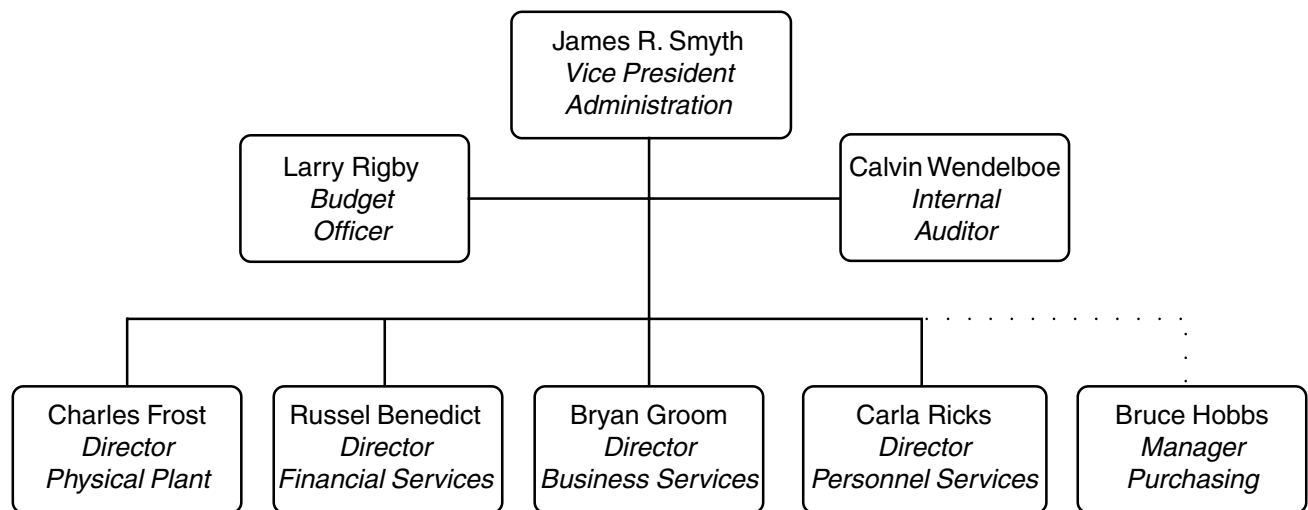 James R. Smyth
Vice President
Administration
Larry Rigby
Budget
Officer
Calvin Wendelboe
Internal
Auditor
Charles Frost
Director
Physical Plant
Russel Benedict
Director
Financial Services
Bryan Groom
Director
Business Services
Carla Ricks
Director
Personnel Services
Bruce Hobbs
Manager
Purchasing